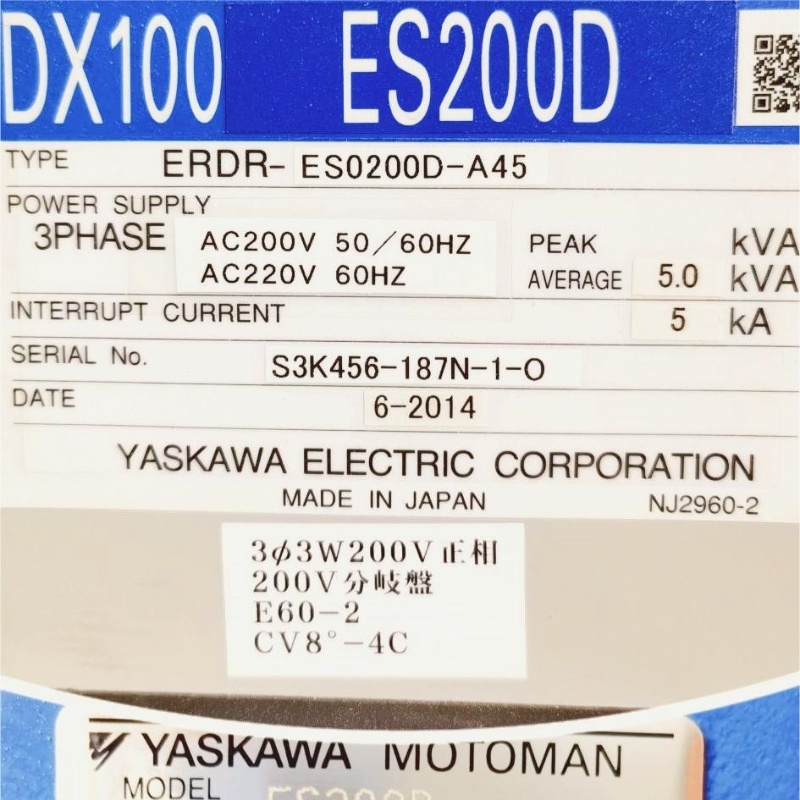 DX100 ES200D
TYPE ERDR- ES0200D-A45
POWER SUPPLY
3PHASE AC200V 50/60HZ PEAK kVA
AC220V 60HZ AVERAGE 5.0 kVA
INTERRUPT CURRENT 5 kA
SERIAL No. S3K456-187N-1-0
DATE 6-2014
YASKAWA ELECTRIC CORPORATION
MADE IN JAPAN NJ2960-2
3φ3W200V正相
200V分岐盤
E60-2
CV8°-4C
YASKAWA MOTOMAN
MODEL ES200D